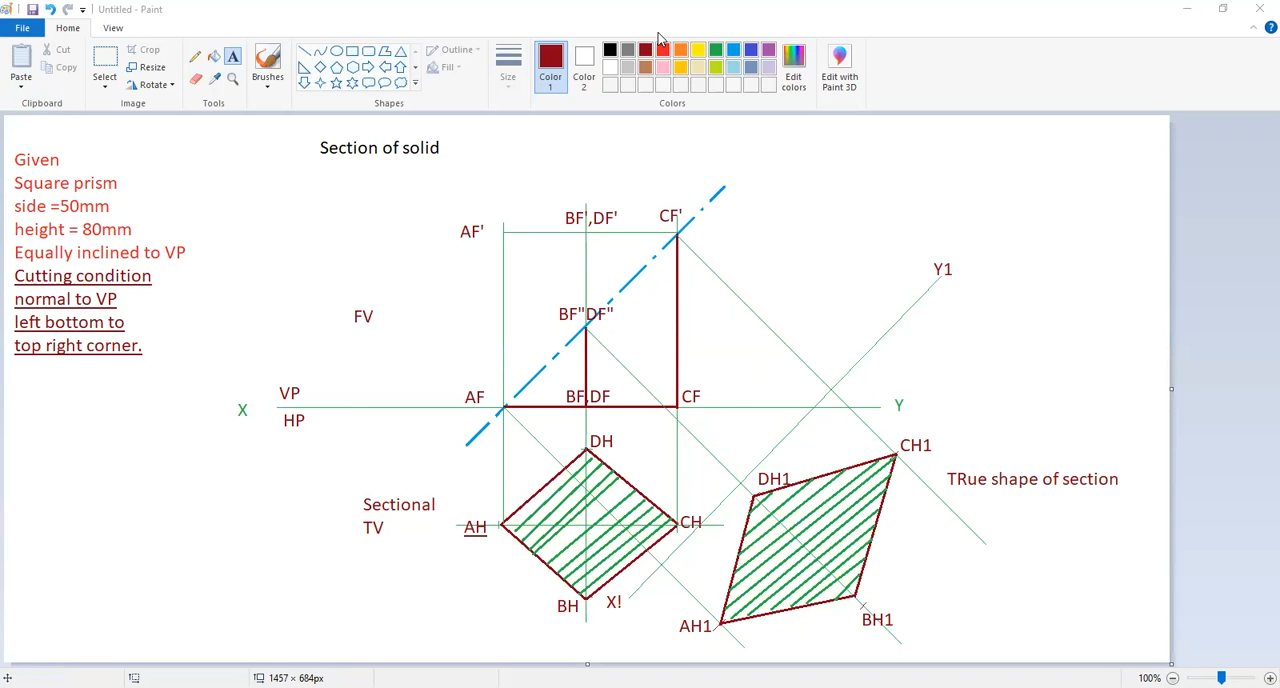 Untitled - Paint
File
Home
View
Paste
Cut
Copy
Clipboard
Select
Crop
Resize
Rotate
Image
Tools
Brushes
Shapes
Outline
Fill
Size
Color 1
Color 2
Colors
Edit colors
Edit with Paint 3D
Section of solid
Given
Square prism
side =50mm
height = 80mm
Equally inclined to VP
Cutting condition
normal to VP
left bottom to
top right corner.
AF'
BF',DF'
CF'
Y1
BF"DF"
FV
VP
AF
BF,DF
CF
X
Y
HP
DH
CH1
DH1
TRue shape of section
Sectional
TV
AH
CH
BH
X!
AH1
BH1
1457 × 684px
100%